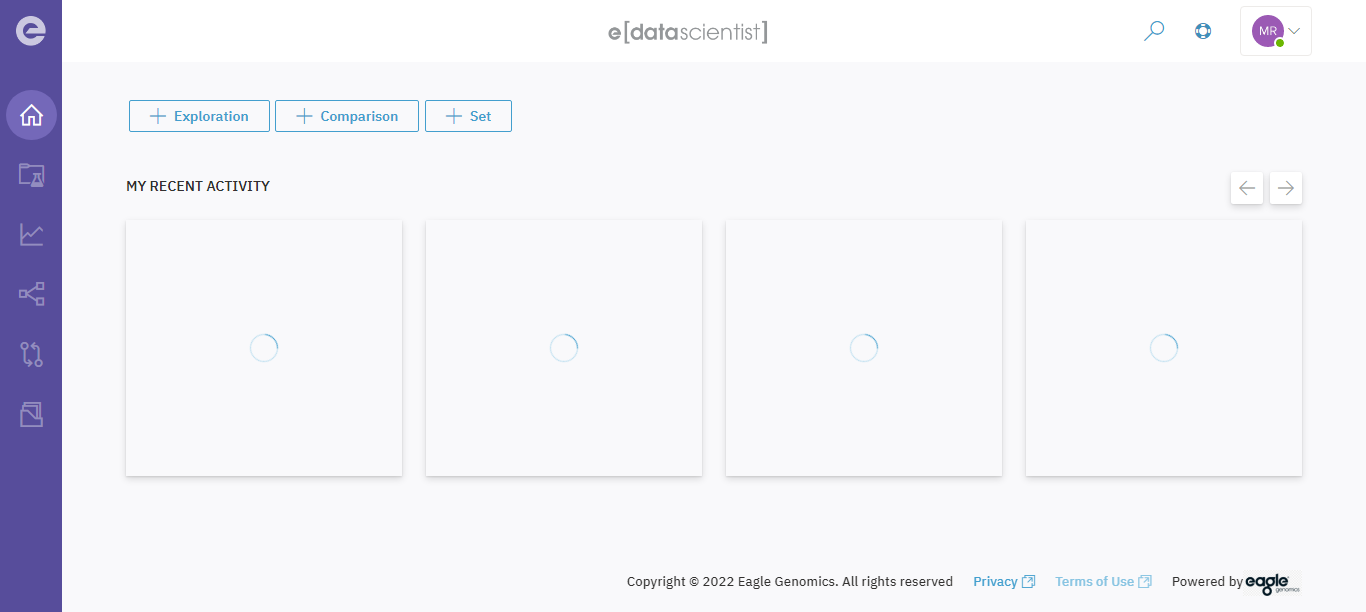 e
e[datascientist]
MR
Exploration
Comparison
Set
MY RECENT ACTIVITY
Copyright © 2022 Eagle Genomics. All rights reserved Privacy Terms of Use Powered by eagle genomics